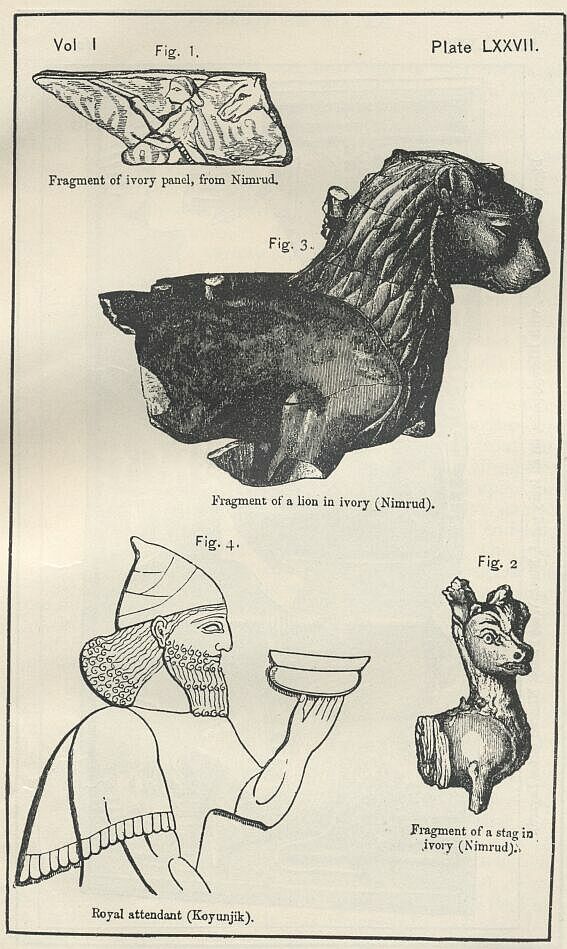 Vol I
Plate LXXVII.
Fig. 1.
Fragment of ivory panel, from Nimrud.
Fig. 3.
Fragment of a lion in ivory (Nimrud).
Fig. 4.
Fig. 2
Fragment of a stag in
ivory (Nimrud).
Royal attendant (Koyunjik).